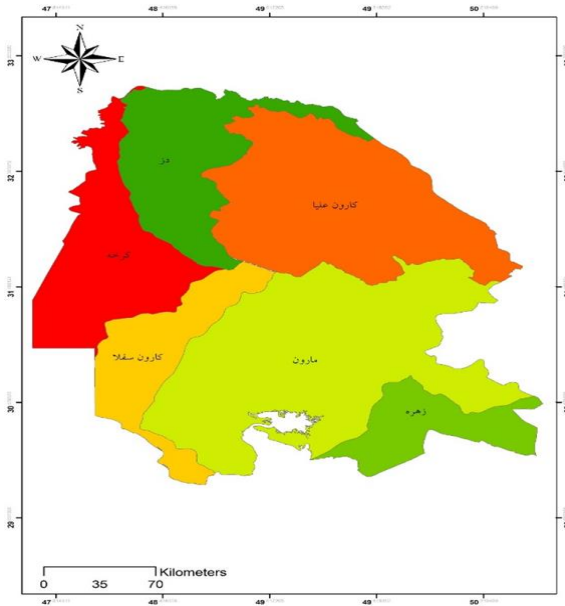 47 48 49 49 50
N
W E
S
33
دز
32
کارون علیا
کرخه
31
کارون سفلا
مارون
30
زهره
29
Kilometers
0 35 70
47 48 49 49 50